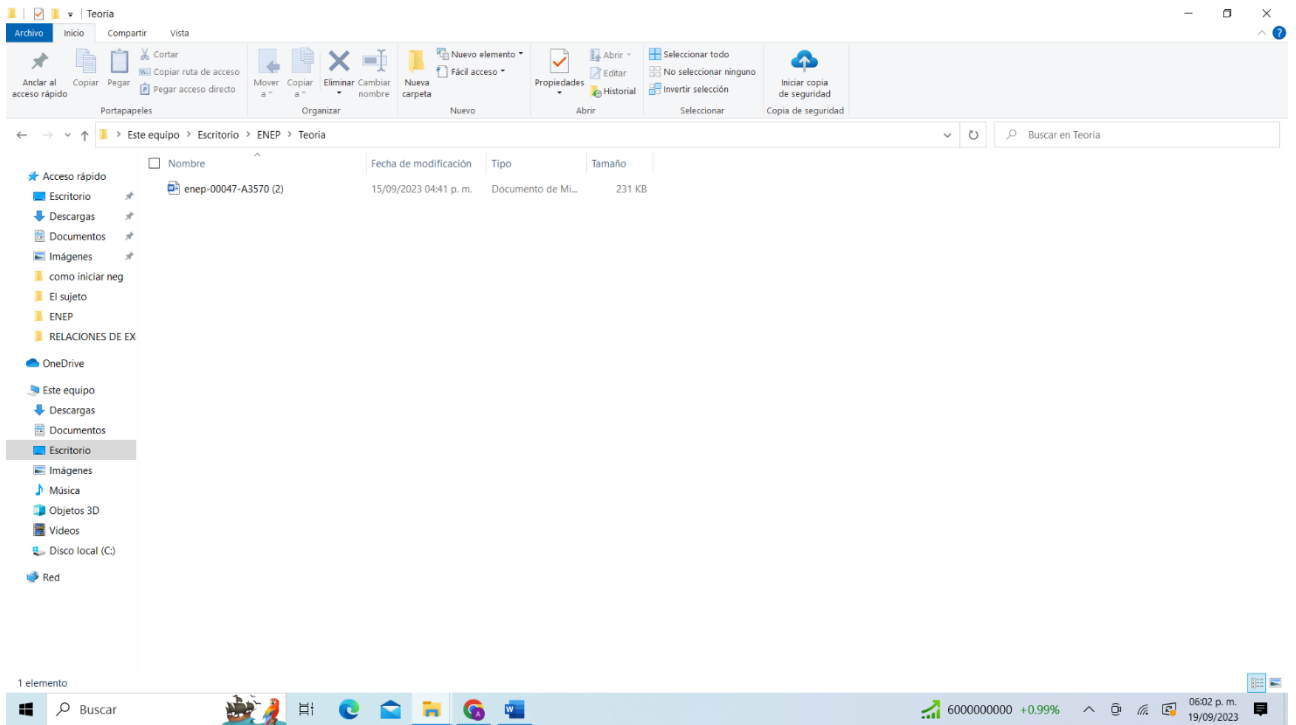 Teoria
Archivo Inicio Compartir Vista
Anclar al acceso rápido
Copiar
Pegar
Cortar
Copiar ruta de acceso
Pegar acceso directo
Portapapeles
Mover a
Copiar a
Eliminar
Cambiar nombre
Organizar
Nueva carpeta
Nuevo elemento
Fácil acceso
Nuevo
Propiedades
Abrir
Editar
Historial
Abrir
Seleccionar todo
No seleccionar ninguno
Invertir selección
Seleccionar
Iniciar copia de seguridad
Copia de seguridad
Este equipo > Escritorio > ENEP > Teoria
Buscar en Teoria
Nombre Fecha de modificación Tipo Tamaño
enep-00047-A3570 (2) 15/09/2023 04:41 p. m. Documento de Mi... 231 KB
Acceso rápido
Escritorio
Descargas
Documentos
Imágenes
como iniciar neg
El sujeto
ENEP
RELACIONES DE EX
OneDrive
Este equipo
Descargas
Documentos
Escritorio
Imágenes
Música
Objetos 3D
Videos
Disco local (C:)
Red
1 elemento
Buscar
6000000000 +0.99%
06:02 p. m.
19/09/2023